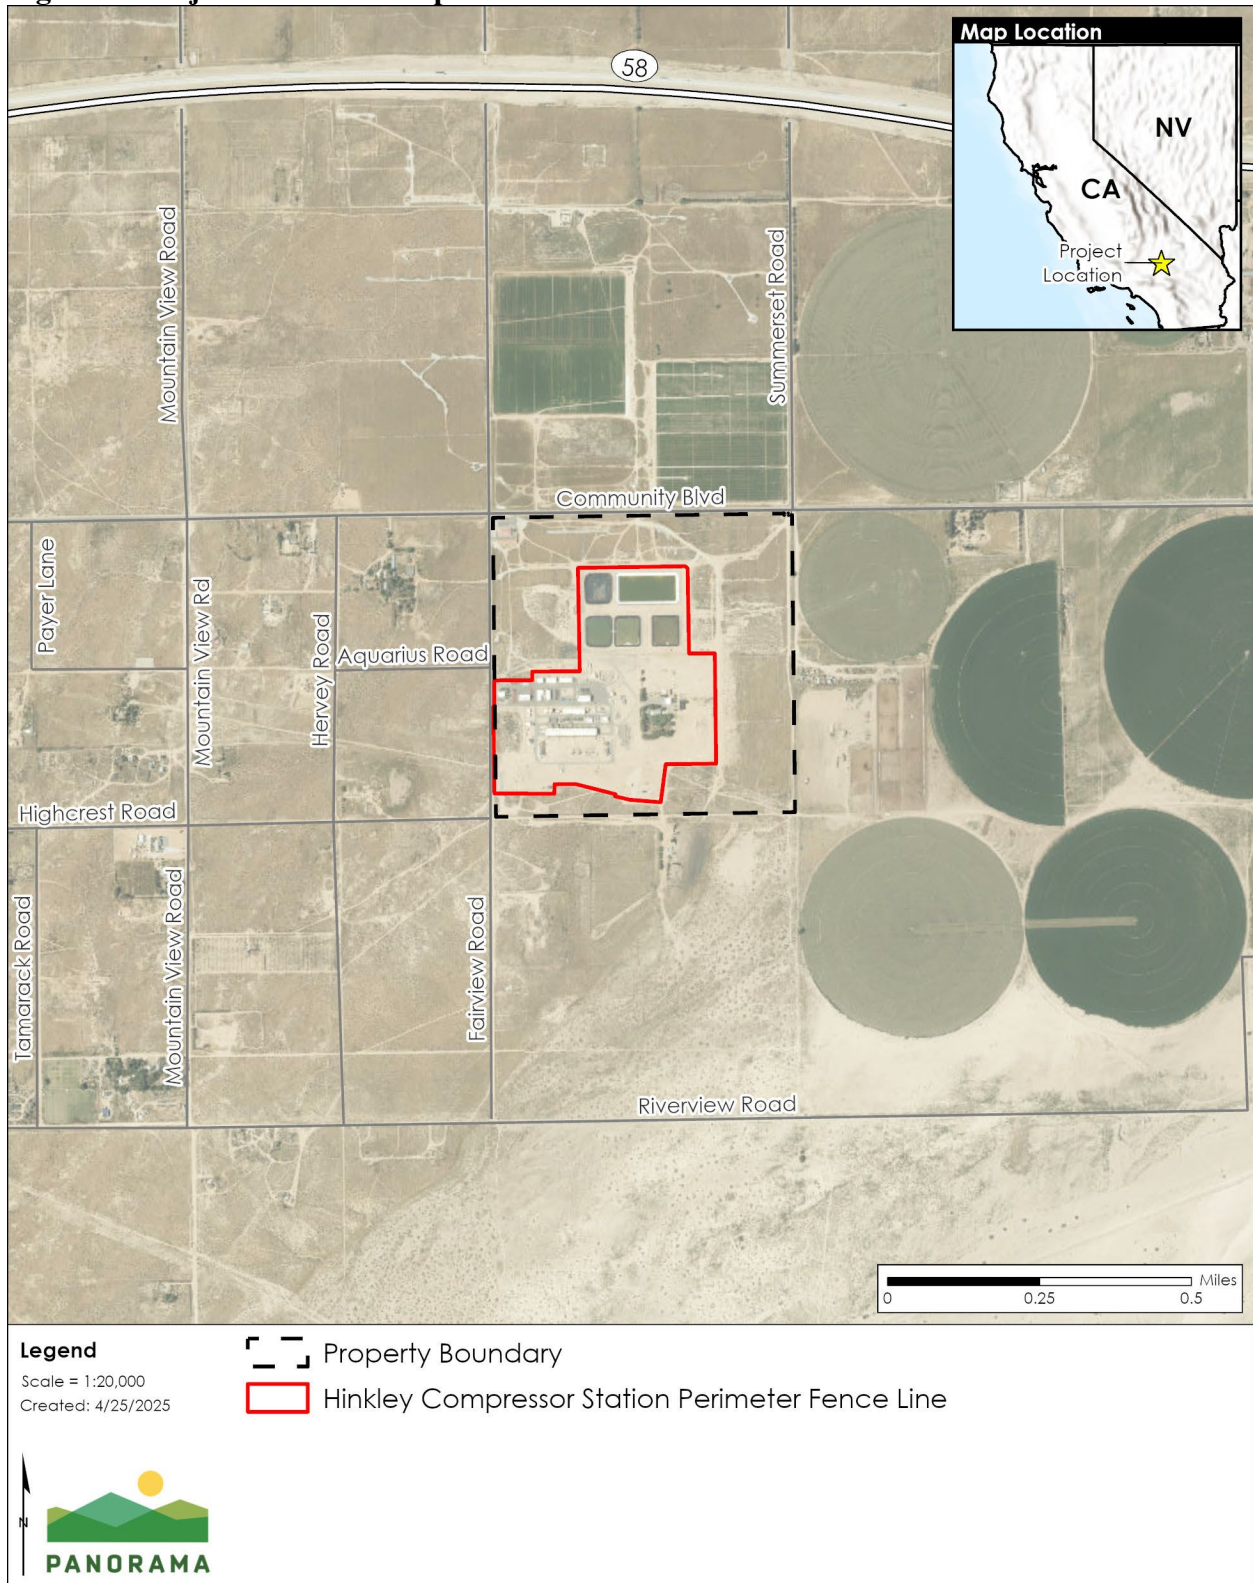 58
Map Location
NV
CA
Project
Location
Mountain View Road
Summerset Road
Community Blvd
Payer Lane
Mountain View Rd
Hervey Road
Aquarius Road
Highcrest Road
Tamarack Road
Mountain View Road
Fairview Road
Riverview Road
Miles
0 0.25 0.5
Legend
Scale = 1:20,000
Created: 4/25/2025
Property Boundary
Hinkley Compressor Station Perimeter Fence Line
N
PANORAMA